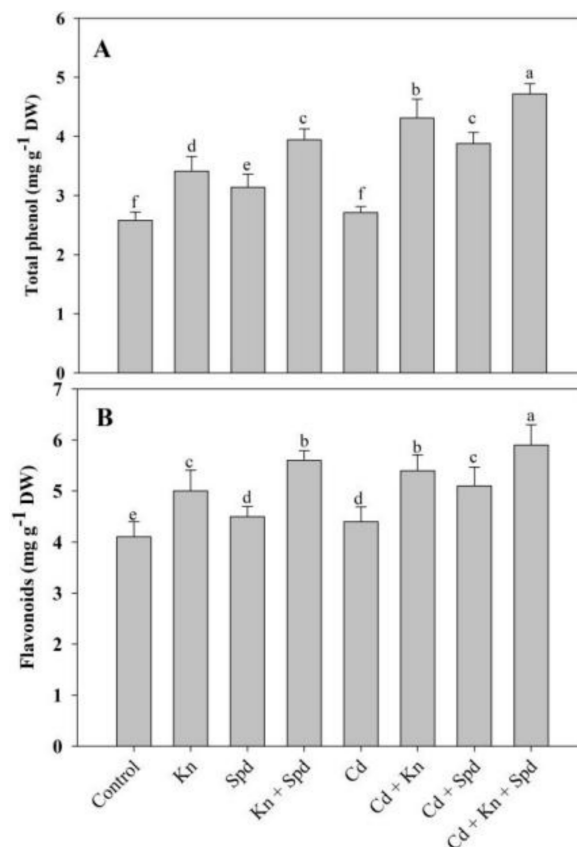 A
Total phenol (mg g-1 DW)
6
5
4
3
2
1
0
f
d
e
c
f
b
c
a
B
Flavonoids (mg g-1 DW)
7
6
5
4
3
2
1
0
e
c
d
b
d
b
c
a
Control
Kn
Spd
Kn + Spd
Cd
Cd + Kn
Cd + Spd
Cd + Kn + Spd